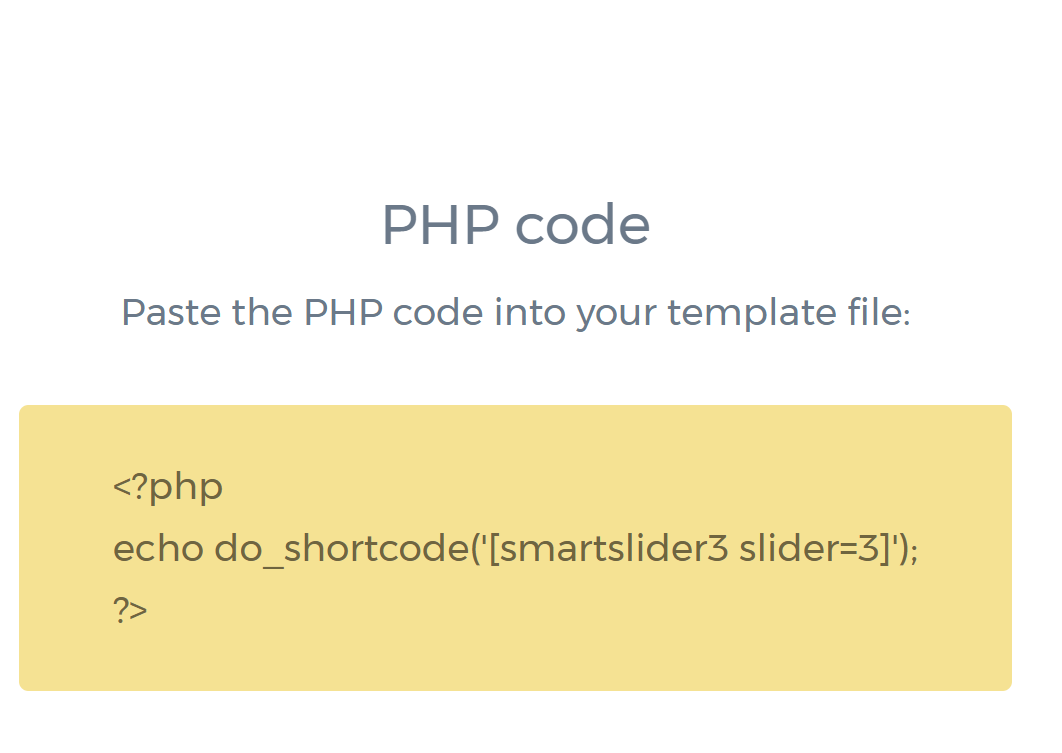 PHP code
Paste the PHP code into your template file:
<?php
echo do_shortcode('[smartslider3 slider=3]');
?>